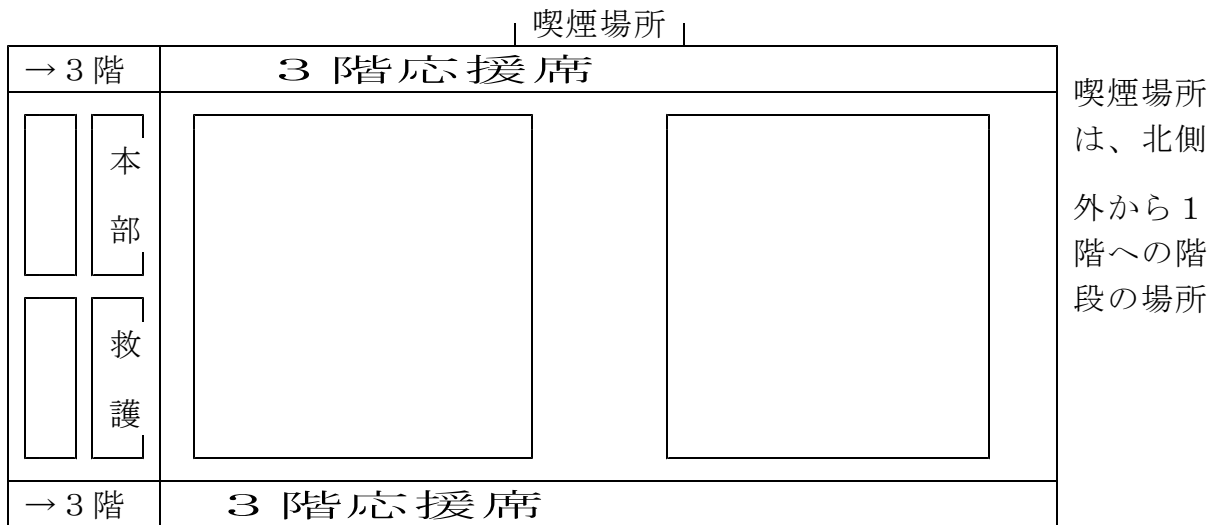 喫煙場所
→３階
３階応援席
喫煙場所
は、北側
外から１
階への階
段の場所
本
部
救
護
→３階
３階応援席